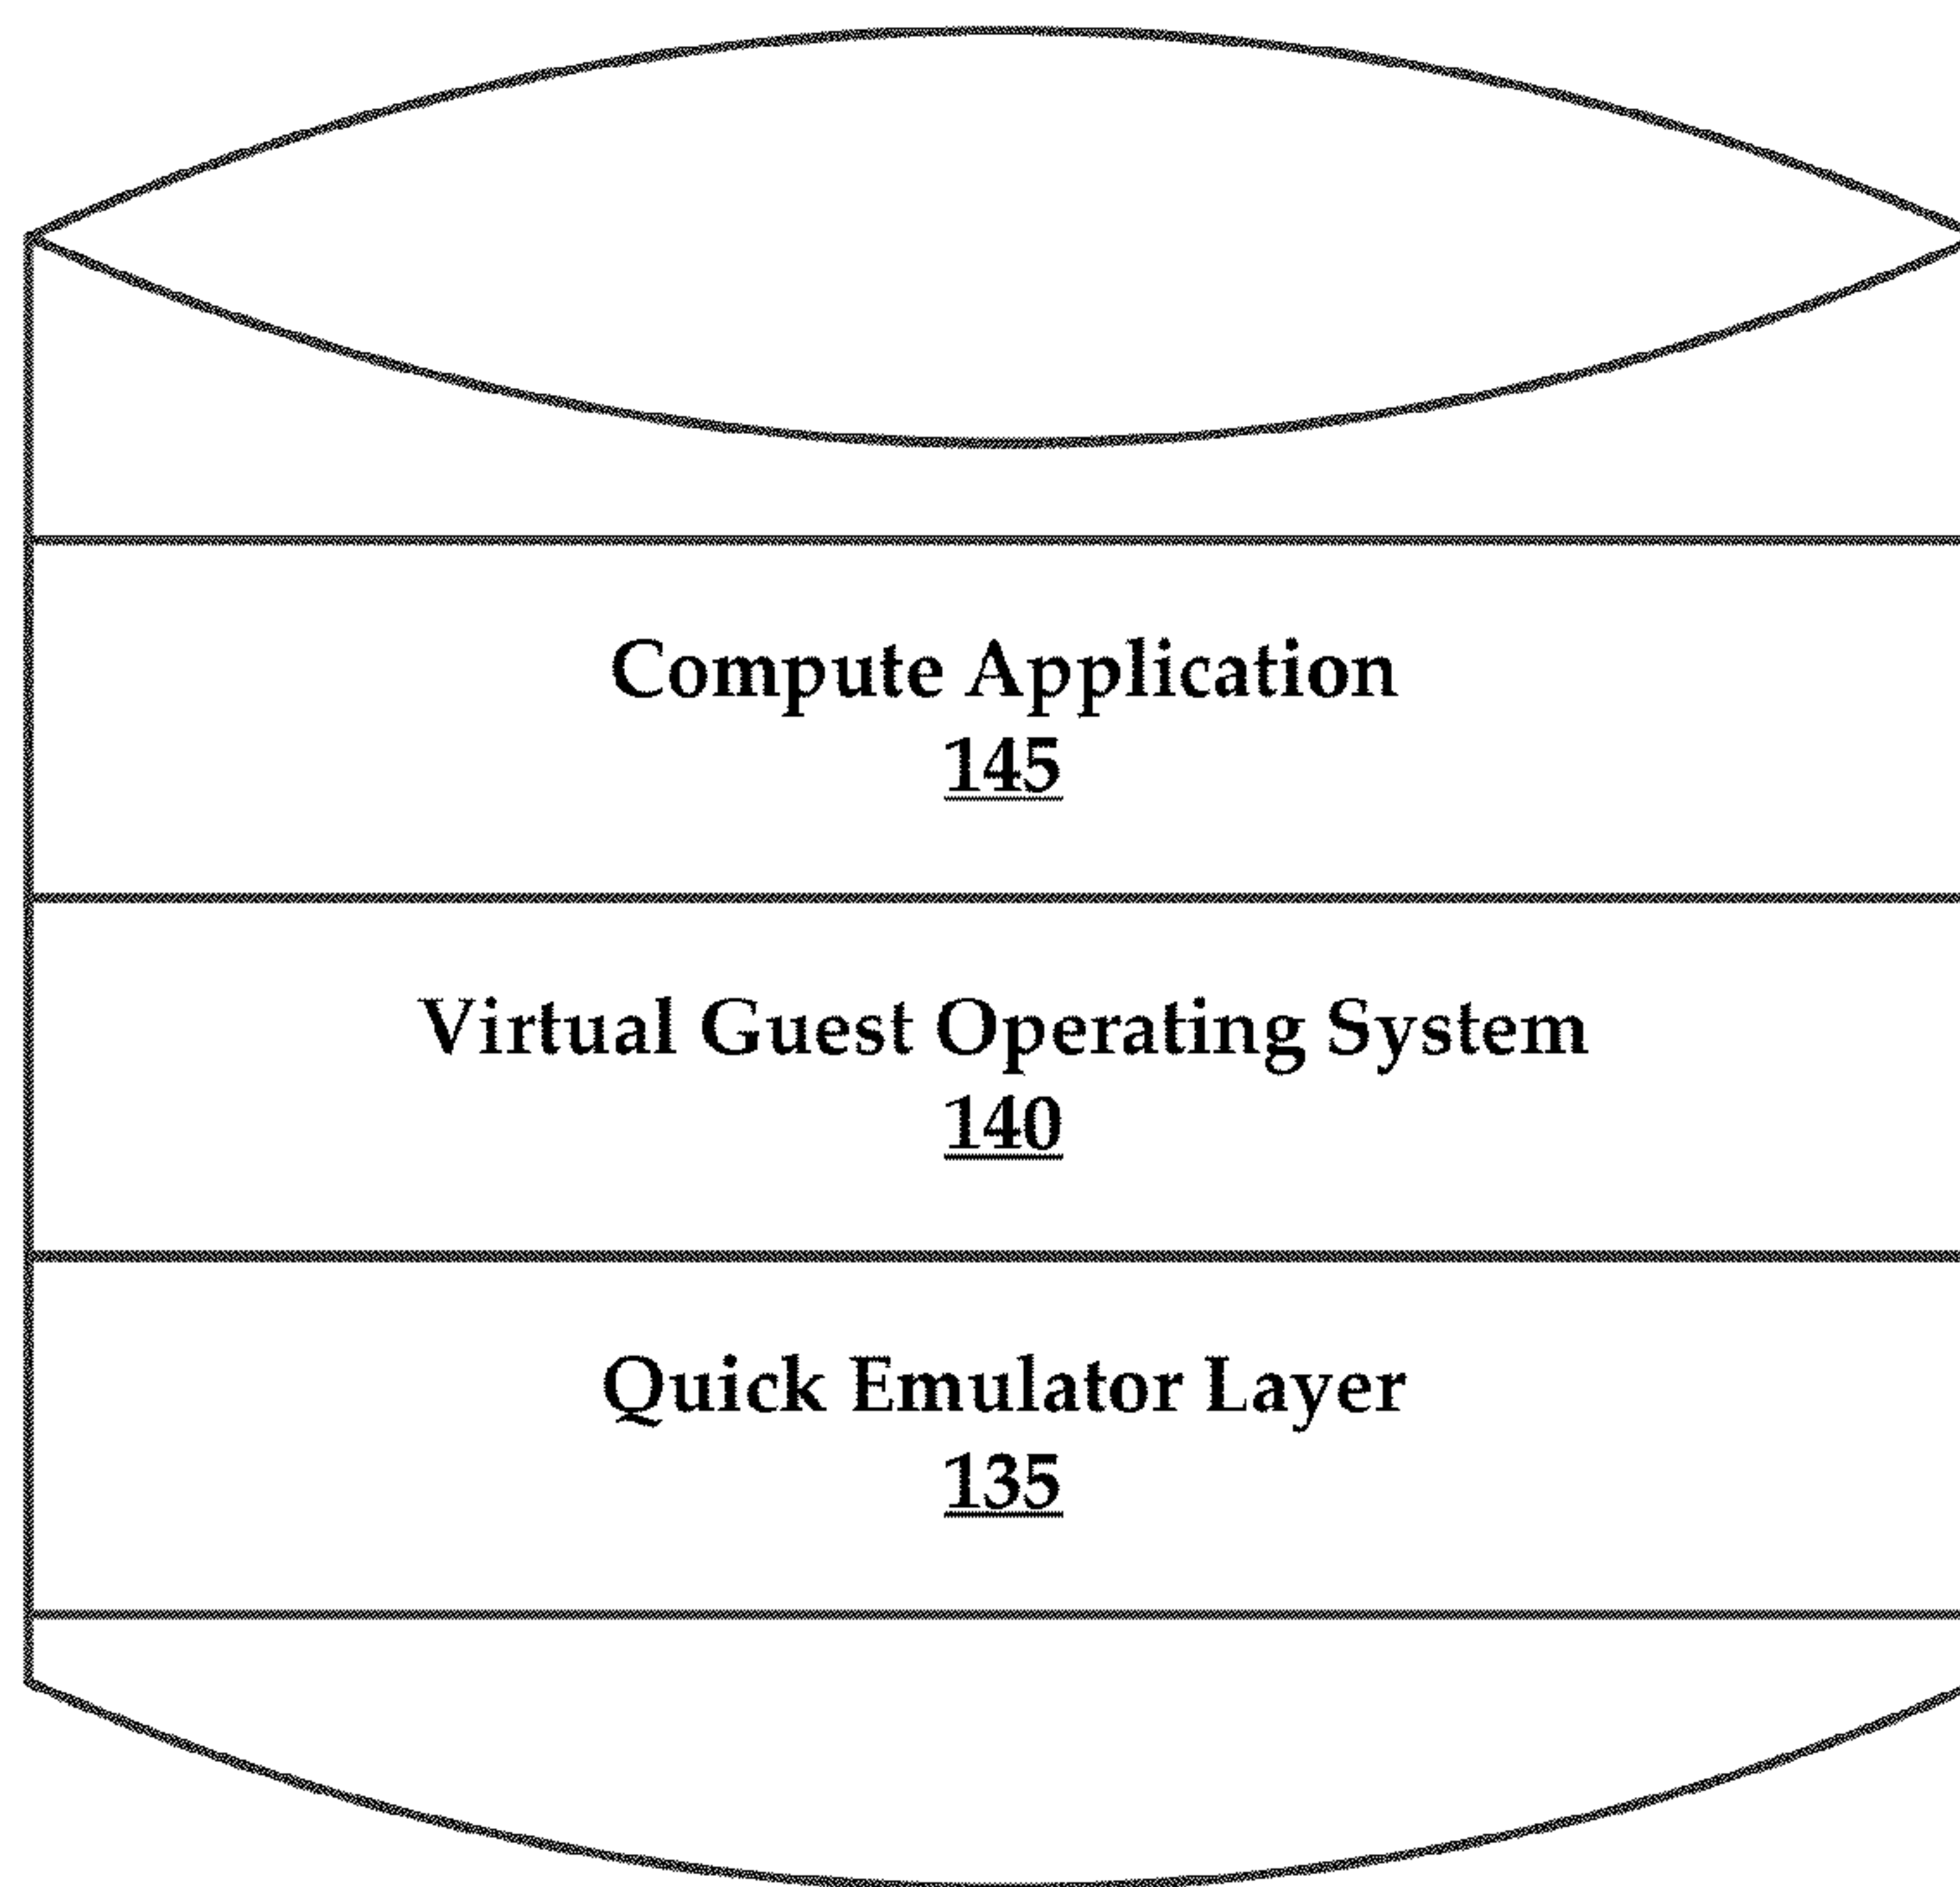 Compute Application
145
Virtual Guest Operating System
140
Quick Emulator Layer
135